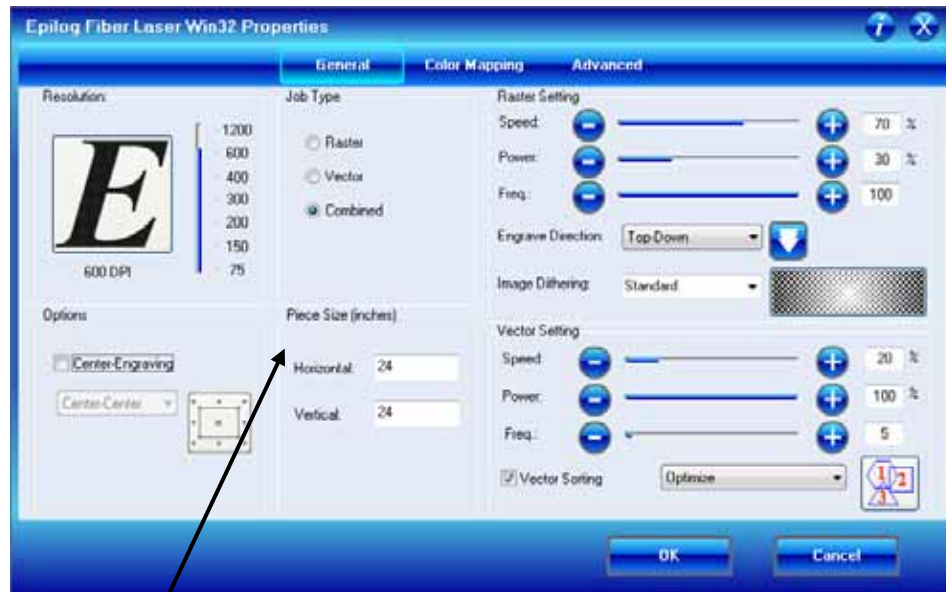 Epilog Fiber Laser Win32 Properties
i X
General Color Mapping Advanced
Resolution:
E
1200
600
400
300
200
150
75
600 DPI
Job Type
Raster
Vector
Combined
Raster Setting
Speed: 70 %
Power: 30 %
Freq.: 100
Engrave Direction: Top-Down
Image Dithering: Standard
Options
Center-Engraving
Center-Center
Piece Size (inches)
Horizontal: 24
Vertical: 24
Vector Setting
Speed: 20 %
Power: 100 %
Freq.: 5
Vector Sorting Optimize
1 2
3
OK Cancel